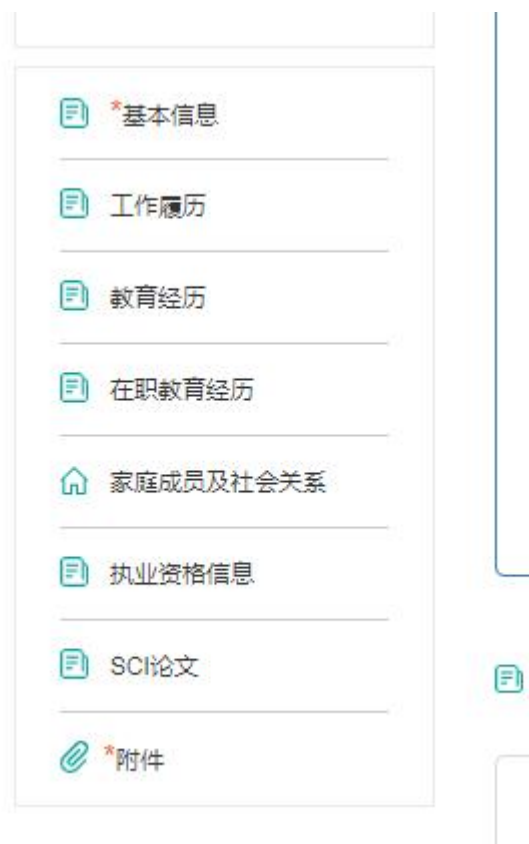 *基本信息
工作履历
教育经历
在职教育经历
家庭成员及社会关系
执业资格信息
SCI论文
*附件